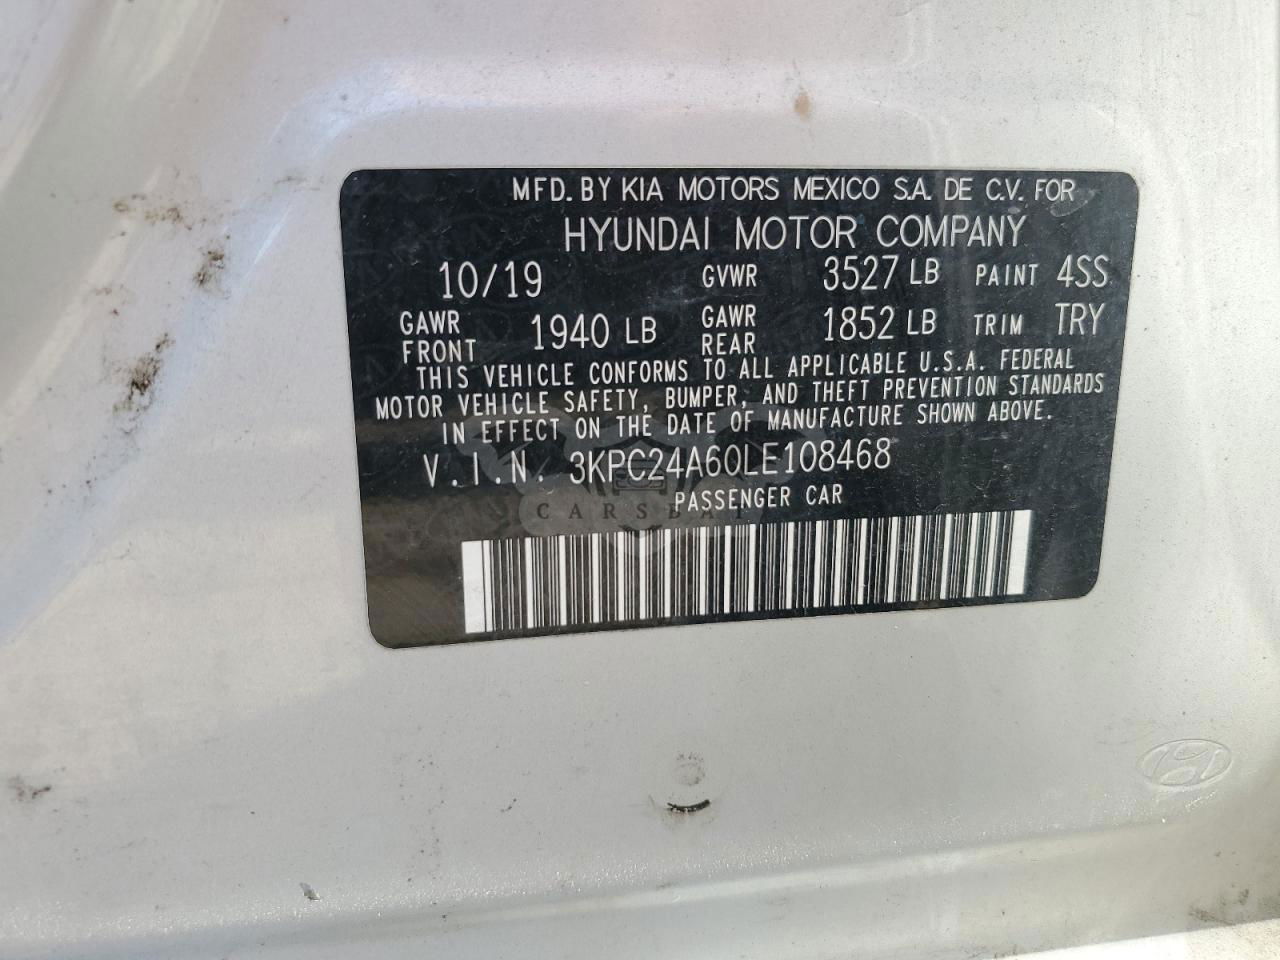 MFD. BY KIA MOTORS MEXICO S.A. DE C.V. FOR
HYUNDAI MOTOR COMPANY
10/19 GVWR 3527 LB PAINT 4SS
GAWR FRONT 1940 LB GAWR REAR 1852 LB TRIM TRY
THIS VEHICLE CONFORMS TO ALL APPLICABLE U.S.A. FEDERAL
MOTOR VEHICLE SAFETY, BUMPER, AND THEFT PREVENTION STANDARDS
IN EFFECT ON THE DATE OF MANUFACTURE SHOWN ABOVE.
V.I.N. 3KPC24A60LE108468
PASSENGER CAR
CARSBAT